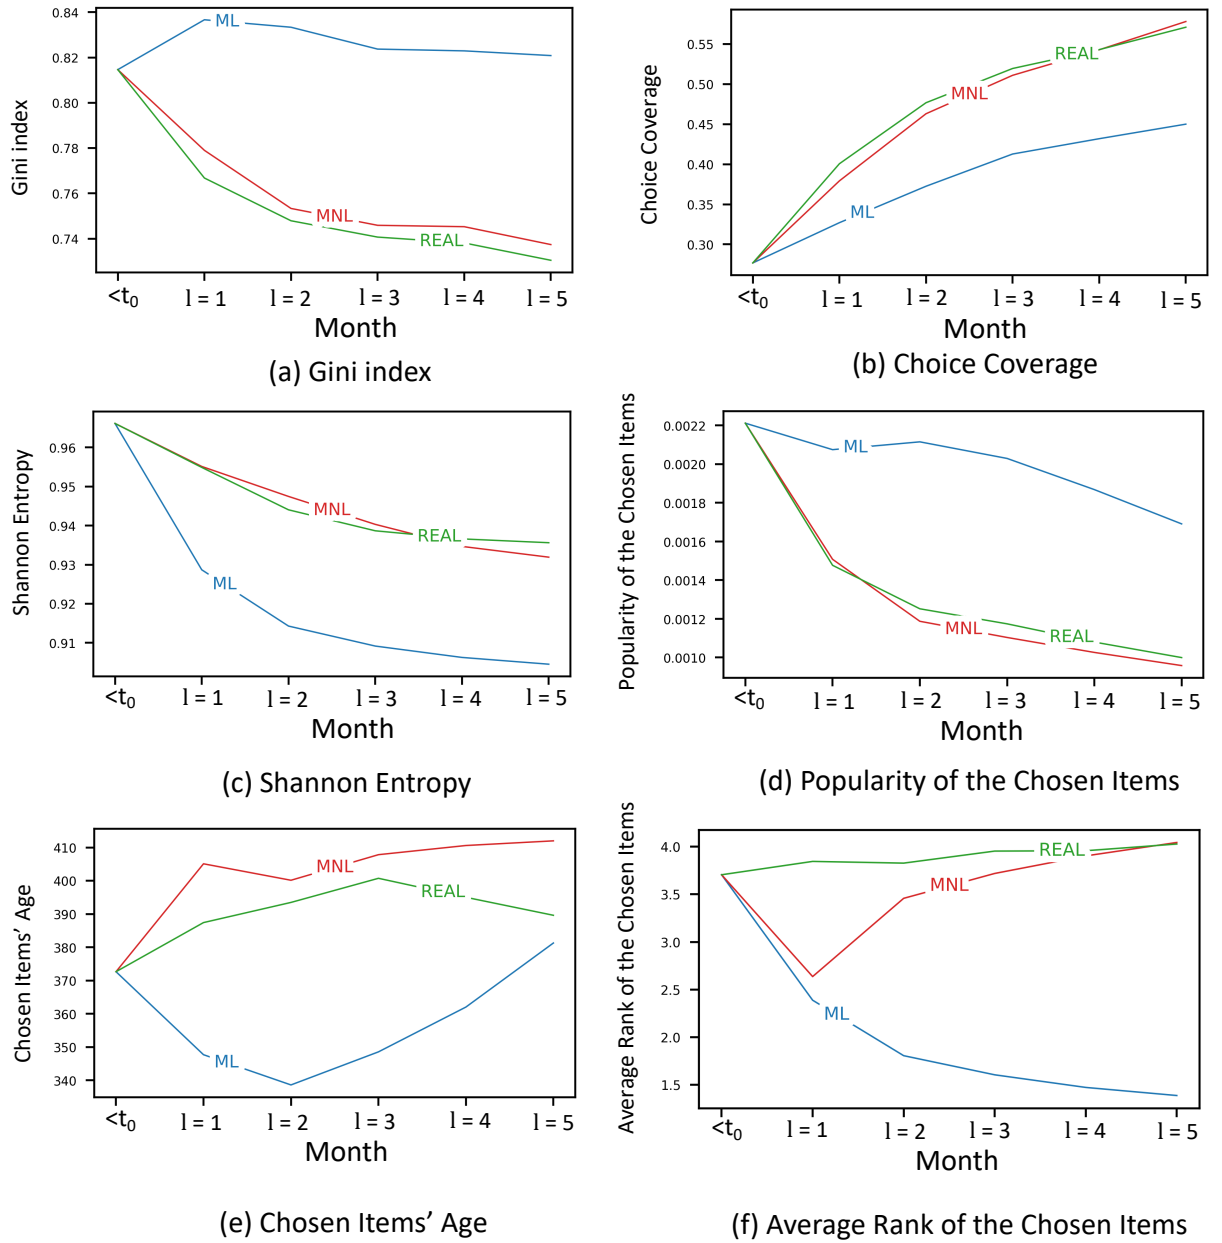 Gini index
0.84
0.82
0.80
0.78
0.76
0.74
ML
MNL
REAL
<t0 l = 1 l = 2 l = 3 l = 4 l = 5
Month
(a) Gini index
Choice Coverage
0.55
0.50
0.45
0.40
0.35
0.30
REAL
MNL
ML
<t0 l = 1 l = 2 l = 3 l = 4 l = 5
Month
(b) Choice Coverage
Shannon Entropy
0.96
0.95
0.94
0.93
0.92
0.91
MNL
REAL
ML
<t0 l = 1 l = 2 l = 3 l = 4 l = 5
Month
(c) Shannon Entropy
Popularity of the Chosen Items
0.0022
0.0020
0.0018
0.0016
0.0014
0.0012
0.0010
ML
MNL
REAL
<t0 l = 1 l = 2 l = 3 l = 4 l = 5
Month
(d) Popularity of the Chosen Items
Chosen Items’ Age
410
400
390
380
370
360
350
340
MNL
REAL
ML
<t0 l = 1 l = 2 l = 3 l = 4 l = 5
Month
(e) Chosen Items’ Age
Average Rank of the Chosen Items
4.0
3.5
3.0
2.5
2.0
1.5
REAL
MNL
ML
<t0 l = 1 l = 2 l = 3 l = 4 l = 5
Month
(f) Average Rank of the Chosen Items